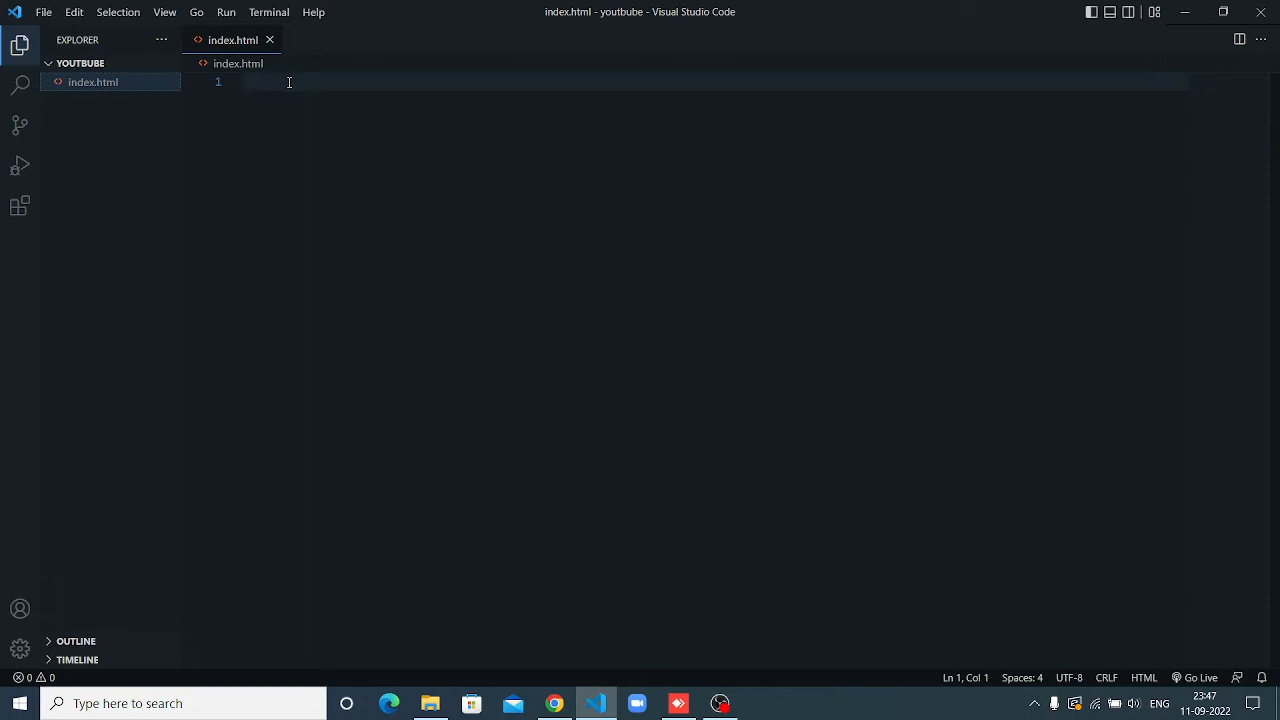 File Edit Selection View Go Run Terminal Help
index.html - youtbube - Visual Studio Code
EXPLORER
index.html
YOUTBUBE
index.html
index.html
1
OUTLINE
TIMELINE
0 0
Ln 1, Col 1
Spaces: 4
UTF-8
CRLF
HTML
Go Live
Type here to search
ENG
23:47
11-09-2022